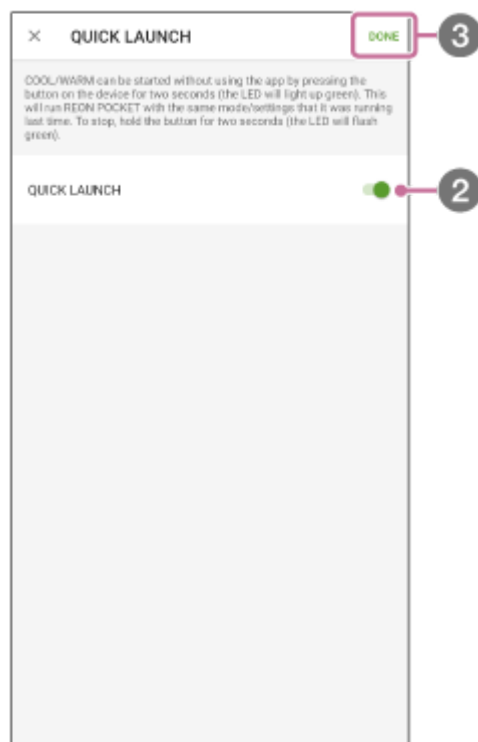 × QUICK LAUNCH DONE 3
COOL/WARM can be started without using the app by pressing the
button on the device for two seconds (the LED will light up green). This
will run REON POCKET with the same mode/settings that it was running
last time. To stop, hold the button for two seconds (the LED will flash
green).
QUICK LAUNCH 2